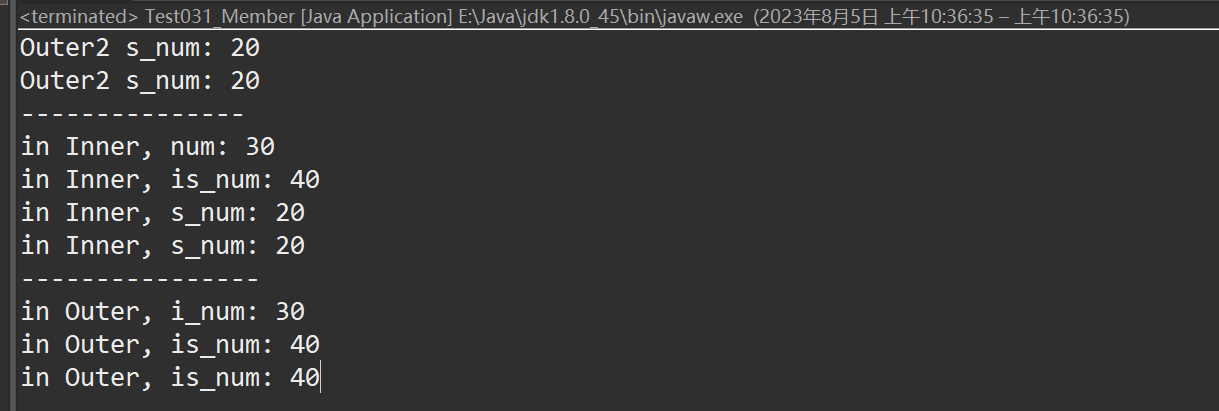 <terminated> Test031_Member [Java Application] E:\Java\jdk1.8.0_45\bin\javaw.exe  (2023年8月5日 上午10:36:35 – 上午10:36:35)
Outer2 s_num: 20
Outer2 s_num: 20
---------------
in Inner, num: 30
in Inner, is_num: 40
in Inner, s_num: 20
in Inner, s_num: 20
----------------
in Outer, i_num: 30
in Outer, is_num: 40
in Outer, is_num: 40